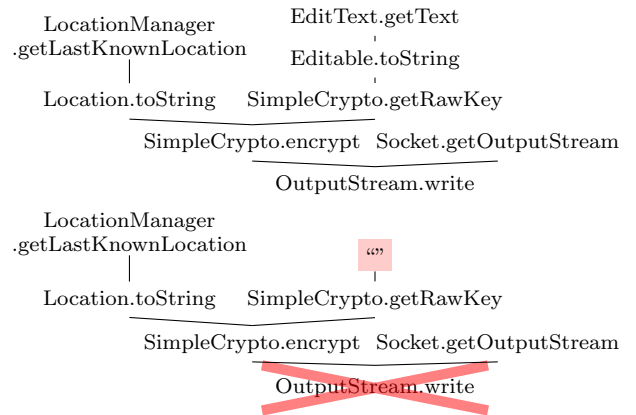 LocationManager
.getLastKnownLocation
EditText.getText
Editable.toString
Location.toString
SimpleCrypto.getRawKey
SimpleCrypto.encrypt
Socket.getOutputStream
OutputStream.write
LocationManager
.getLastKnownLocation
“”
Location.toString
SimpleCrypto.getRawKey
SimpleCrypto.encrypt
Socket.getOutputStream
OutputStream.write